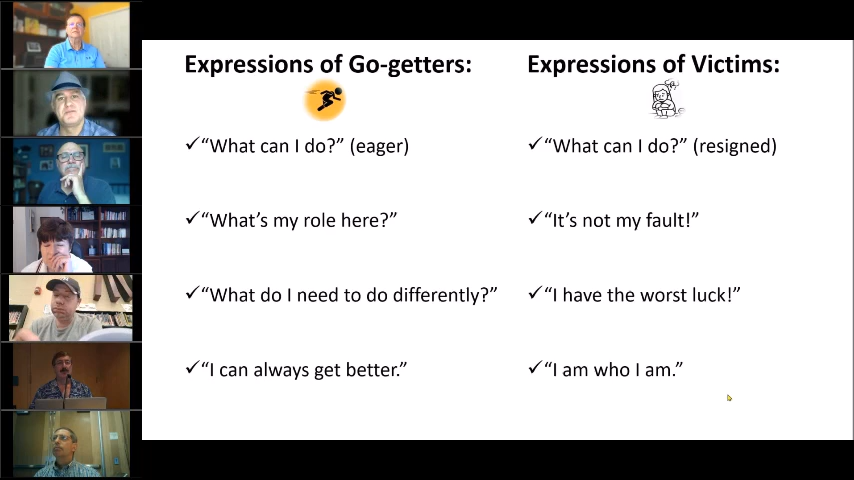 Expressions of Go-getters:
Expressions of Victims:
✓“What can I do?” (eager)
✓“What can I do?” (resigned)
✓“What’s my role here?”
✓“It’s not my fault!”
✓“What do I need to do differently?”
✓“I have the worst luck!”
✓“I can always get better.”
✓“I am who I am.”